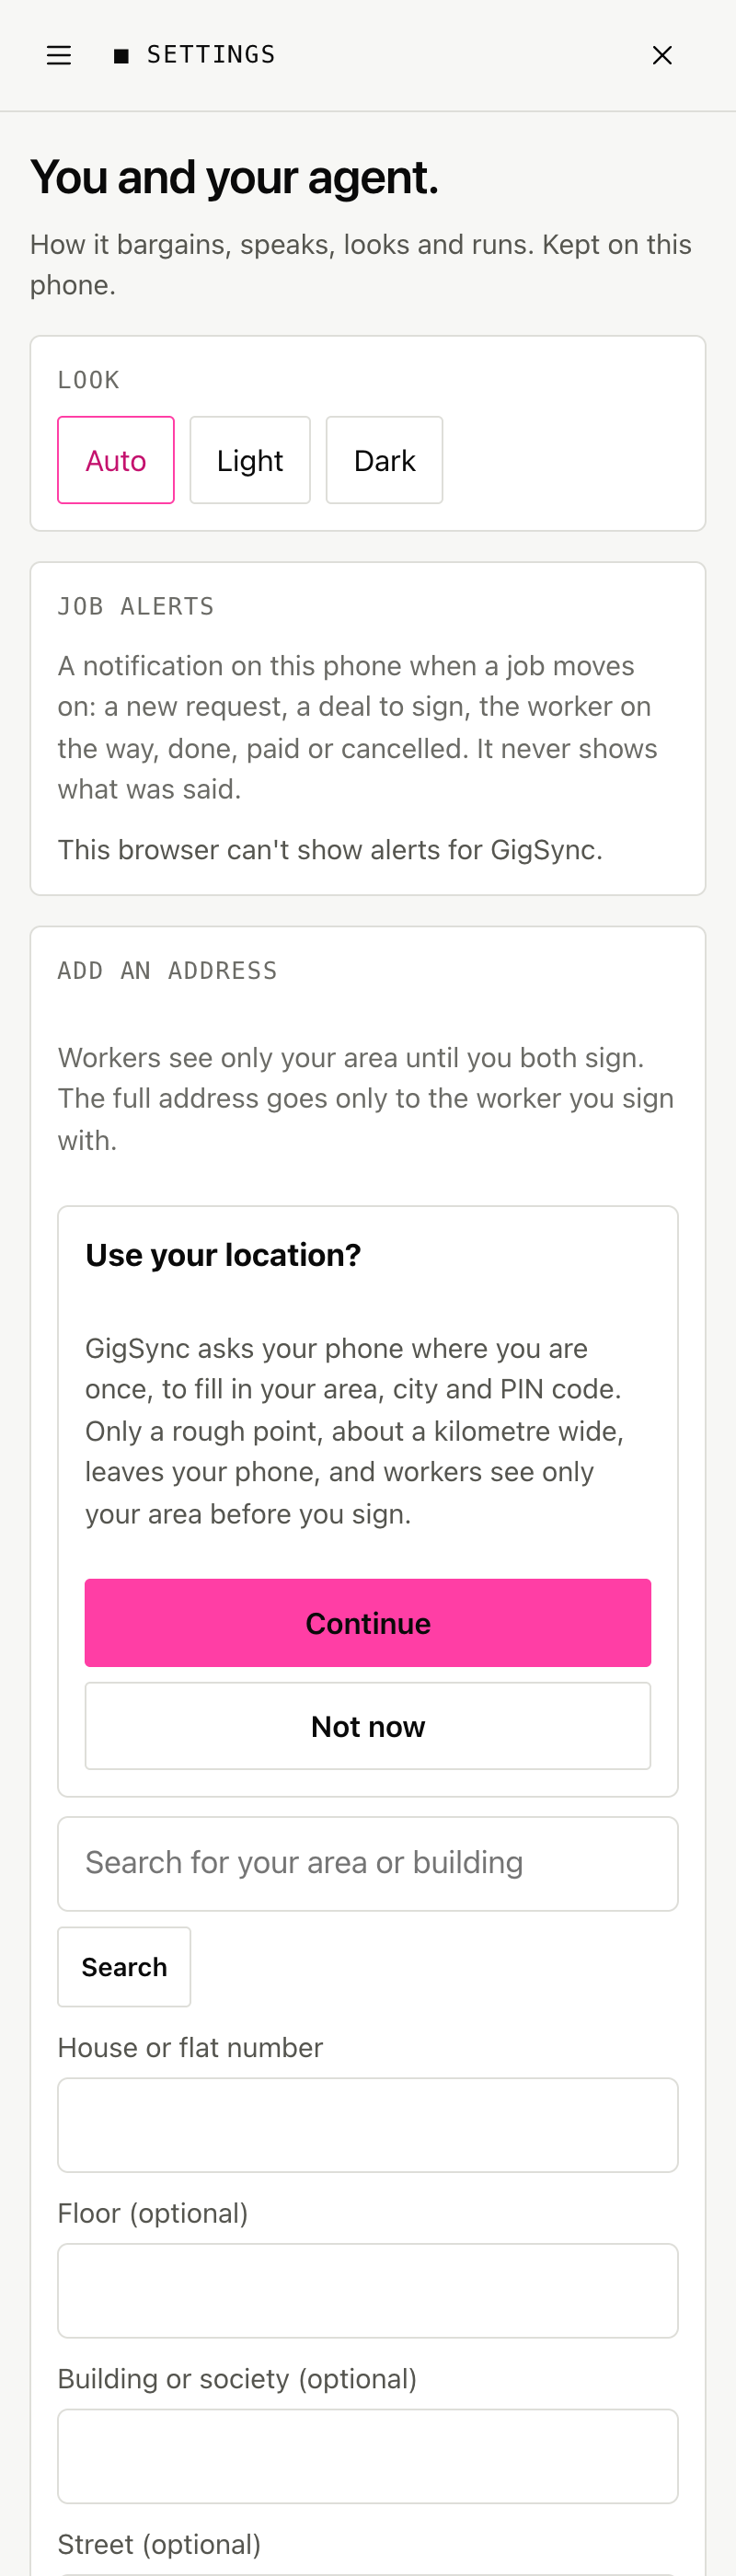 SETTINGS
You and your agent.
How it bargains, speaks, looks and runs. Kept on this
phone.
LOOK
Auto
Light
Dark
JOB ALERTS
A notification on this phone when a job moves
on: a new request, a deal to sign, the worker on
the way, done, paid or cancelled. It never shows
what was said.
This browser can't show alerts for GigSync.
ADD AN ADDRESS
Workers see only your area until you both sign.
The full address goes only to the worker you sign
with.
Use your location?
GigSync asks your phone where you are
once, to fill in your area, city and PIN code.
Only a rough point, about a kilometre wide,
leaves your phone, and workers see only
your area before you sign.
Continue
Not now
Search for your area or building
Search
House or flat number
Floor (optional)
Building or society (optional)
Street (optional)